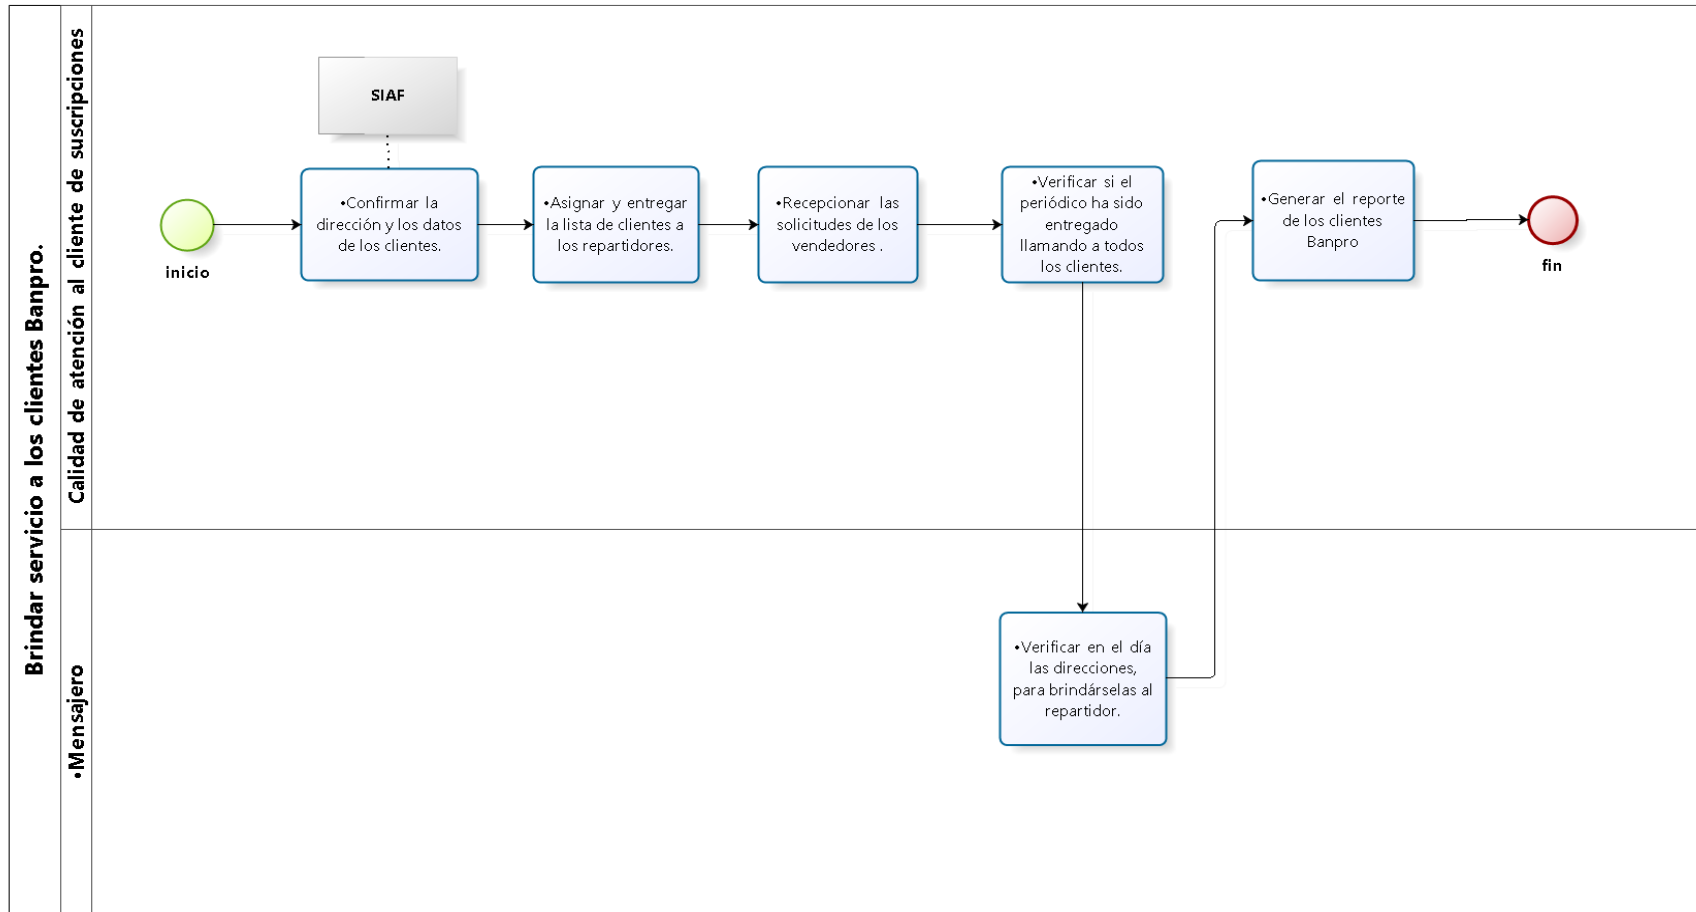 Brindar servicio a los clientes Banpro.
Calidad de atención al cliente de suscripciones
SIAF
inicio
•Confirmar la
dirección y los datos
de los clientes.
•Asignar y entregar
la lista de clientes a
los repartidores.
•Recepcionar las
solicitudes de los
vendedores .
•Verificar si el
periódico ha sido
entregado
llamando a todos
los clientes.
•Generar el reporte
de los clientes
Banpro
fin
•Mensajero
•Verificar en el día
las direcciones,
para brindárselas al
repartidor.